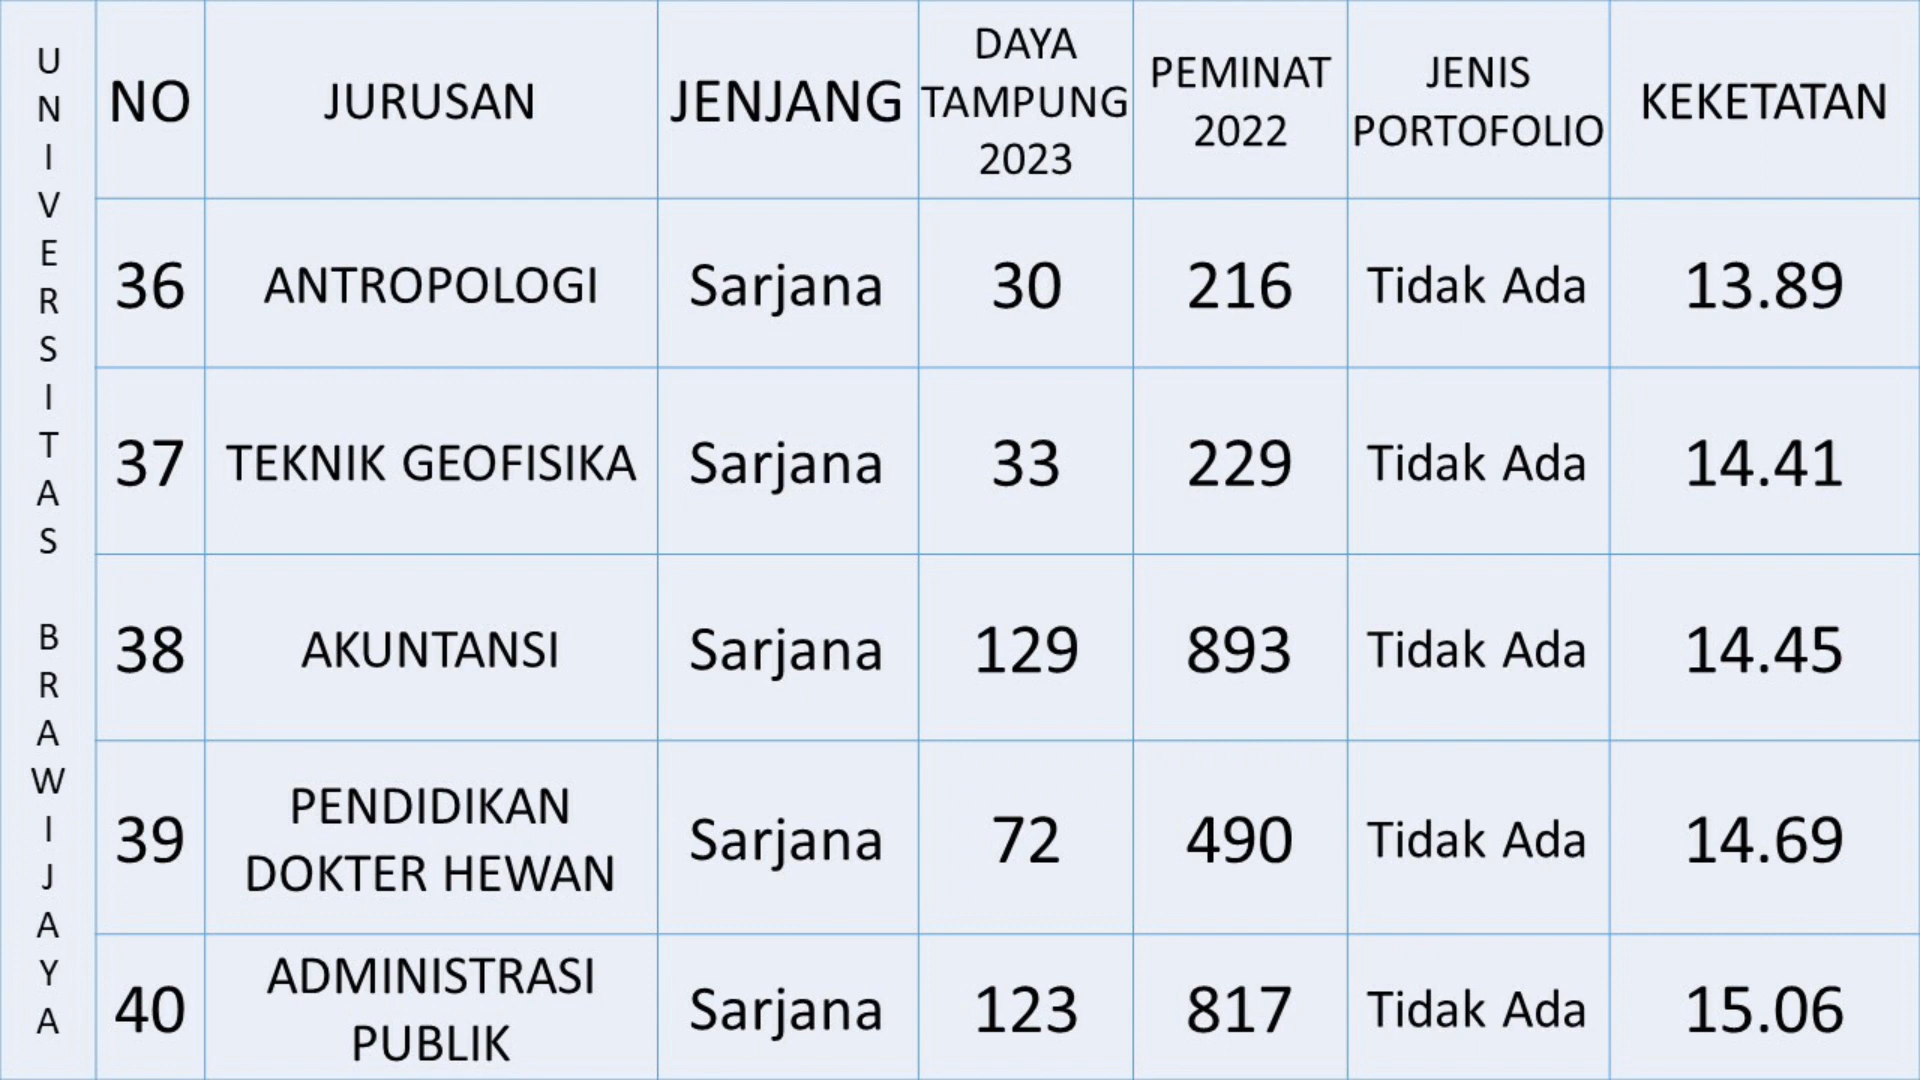 UNIVERSITAS BRAWIJAYA
NO JURUSAN JENJANG DAYA TAMPUNG 2023 PEMINAT 2022 JENIS PORTOFOLIO KEKETATAN
36 ANTROPOLOGI Sarjana 30 216 Tidak Ada 13.89
37 TEKNIK GEOFISIKA Sarjana 33 229 Tidak Ada 14.41
38 AKUNTANSI Sarjana 129 893 Tidak Ada 14.45
39 PENDIDIKAN DOKTER HEWAN Sarjana 72 490 Tidak Ada 14.69
40 ADMINISTRASI PUBLIK Sarjana 123 817 Tidak Ada 15.06